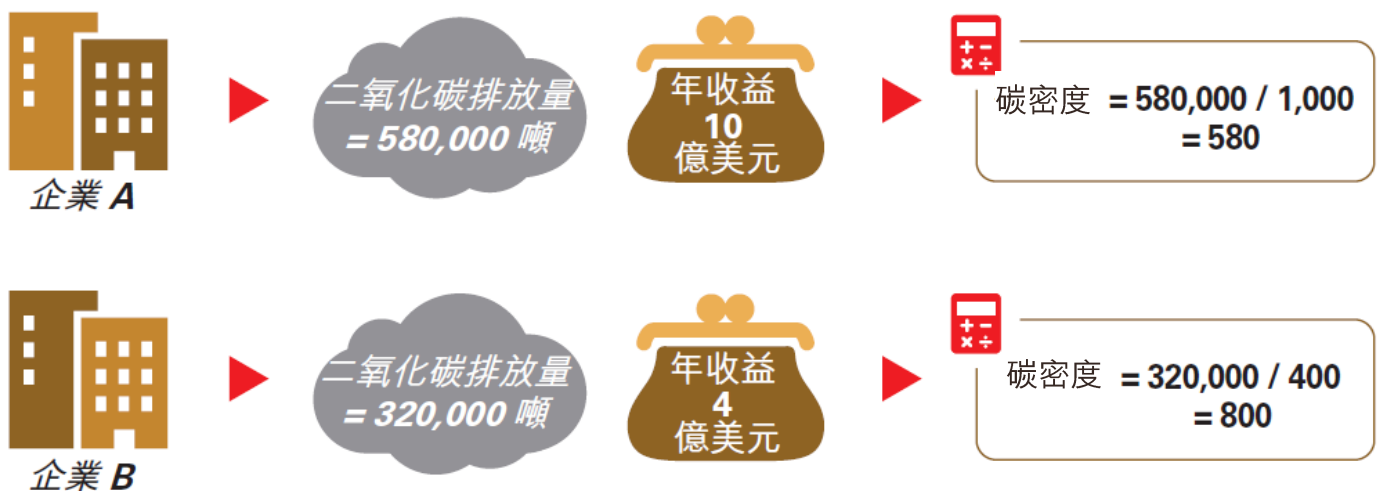 二氧化碳排放量
= 580,000 噸
年收益
10
億美元
碳密度 = 580,000 / 1,000
= 580
企業 A
二氧化碳排放量
= 320,000 噸
年收益
4
億美元
碳密度 = 320,000 / 400
= 800
企業 B